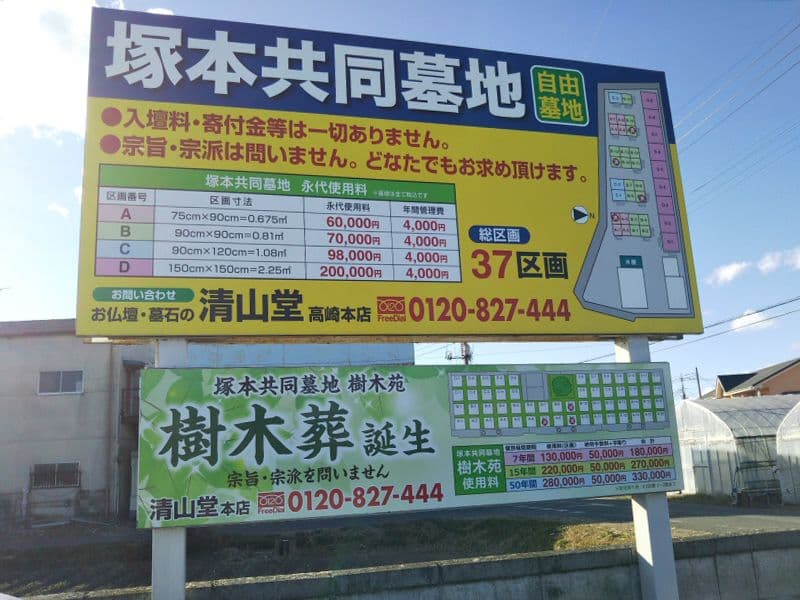 塚本共同墓地
自由
墓地
●入壇料・寄付金等は一切ありません。
●宗旨・宗派は問いません。どなたでもお求め頂けます。
塚本共同墓地 永代使用料
区画番号 区画寸法 永代使用料 年間管理費
A 75cm×90cm=0.675㎡ 60,000円 4,000円
B 90cm×90cm=0.81㎡ 70,000円 4,000円
C 90cm×120cm=1.08㎡ 98,000円 4,000円
D 150cm×150cm=2.25㎡ 200,000円 4,000円
N
総区画
37区画
お問い合わせ
お仏壇・墓石の 清山堂 高崎本店 FreeDial 0120-827-444
塚本共同墓地 樹木苑
樹木葬 誕生
宗旨・宗派を問いません
清山堂本店 FreeDial 0120-827-444
塚本共同墓地
樹木苑
使用料
7年間 130,000円 50,000円 180,000円
15年間 220,000円 50,000円 270,000円
50年間 280,000円 50,000円 330,000円